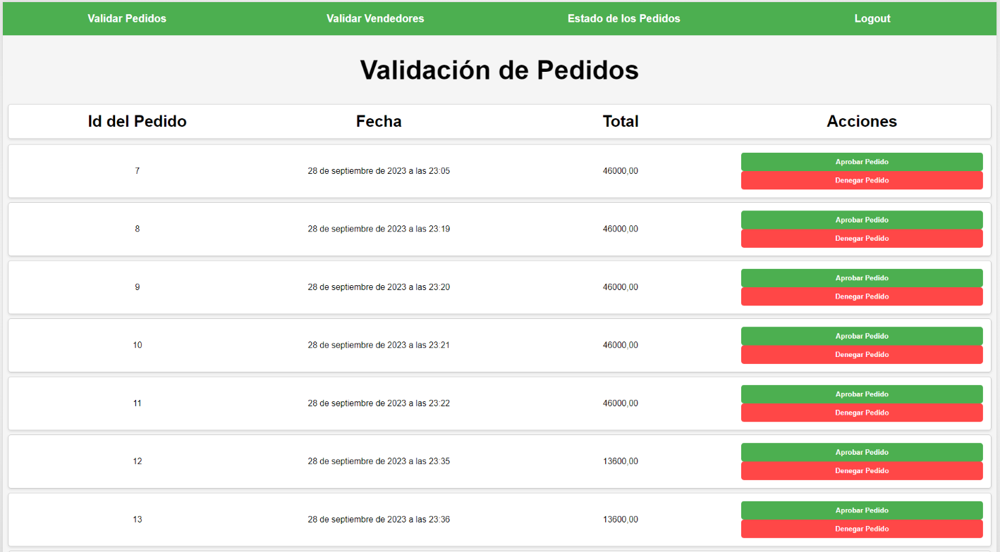 Validar Pedidos Validar Vendedores Estado de los Pedidos Logout
Validación de Pedidos
Id del Pedido Fecha Total Acciones
7 28 de septiembre de 2023 a las 23:05 46000,00 Aprobar Pedido
Denegar Pedido
8 28 de septiembre de 2023 a las 23:19 46000,00 Aprobar Pedido
Denegar Pedido
9 28 de septiembre de 2023 a las 23:20 46000,00 Aprobar Pedido
Denegar Pedido
10 28 de septiembre de 2023 a las 23:21 46000,00 Aprobar Pedido
Denegar Pedido
11 28 de septiembre de 2023 a las 23:22 46000,00 Aprobar Pedido
Denegar Pedido
12 28 de septiembre de 2023 a las 23:35 13600,00 Aprobar Pedido
Denegar Pedido
13 28 de septiembre de 2023 a las 23:36 13600,00 Aprobar Pedido
Denegar Pedido